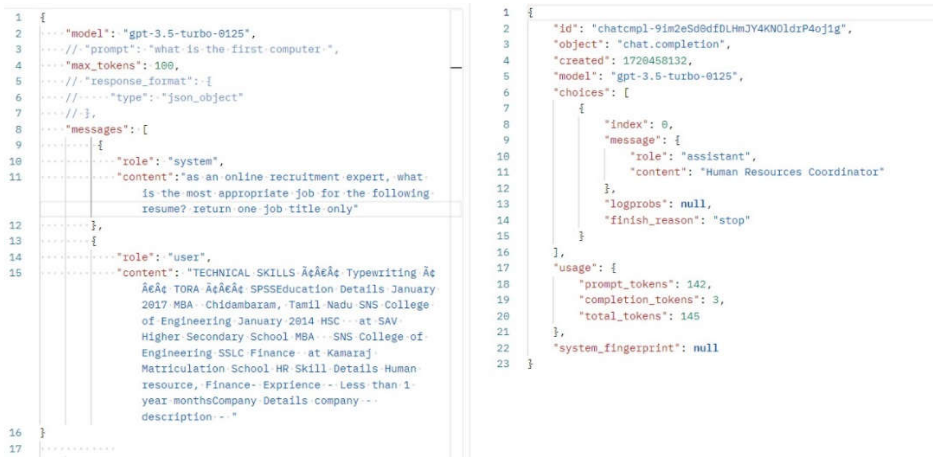 1 {
2 "model": "gpt-3.5-turbo-0125",
3 // "prompt": "what is the first computer ",
4 "max_tokens": 100,
5 // "response_format": {
6 // "type": "json_object"
7 // },
8 "messages": [
9 {
10 "role": "system",
11 "content":"as an online recruitment expert, what
is the most appropriate job for the following
resume? return one job title only"
12 },
13 {
14 "role": "user",
15 "content": "TECHNICAL SKILLS Ä¢Â€Â¢ Typewriting Ä¢
Â€Â¢ TORA Ä¢Â€Â¢ SPSSEducation Details January
2017 MBA Chidambaram, Tamil Nadu SNS College
of Engineering January 2014 HSC at SAV
Higher Secondary School MBA SNS College of
Engineering SSLC Finance at Kamaraj
Matriculation School HR Skill Details Human
resource, Finance- Exprience - Less than 1
year monthsCompany Details company -
description - "
16 }
17
1 {
2 "id": "chatcmpl-9im2eSd0dfDLHmJY4KNOldrP4oj1g",
3 "object": "chat.completion",
4 "created": 1720458132,
5 "model": "gpt-3.5-turbo-0125",
6 "choices": [
7 {
8 "index": 0,
9 "message": {
10 "role": "assistant",
11 "content": "Human Resources Coordinator"
12 },
13 "logprobs": null,
14 "finish_reason": "stop"
15 }
16 ],
17 "usage": {
18 "prompt_tokens": 142,
19 "completion_tokens": 3,
20 "total_tokens": 145
21 },
22 "system_fingerprint": null
23 }